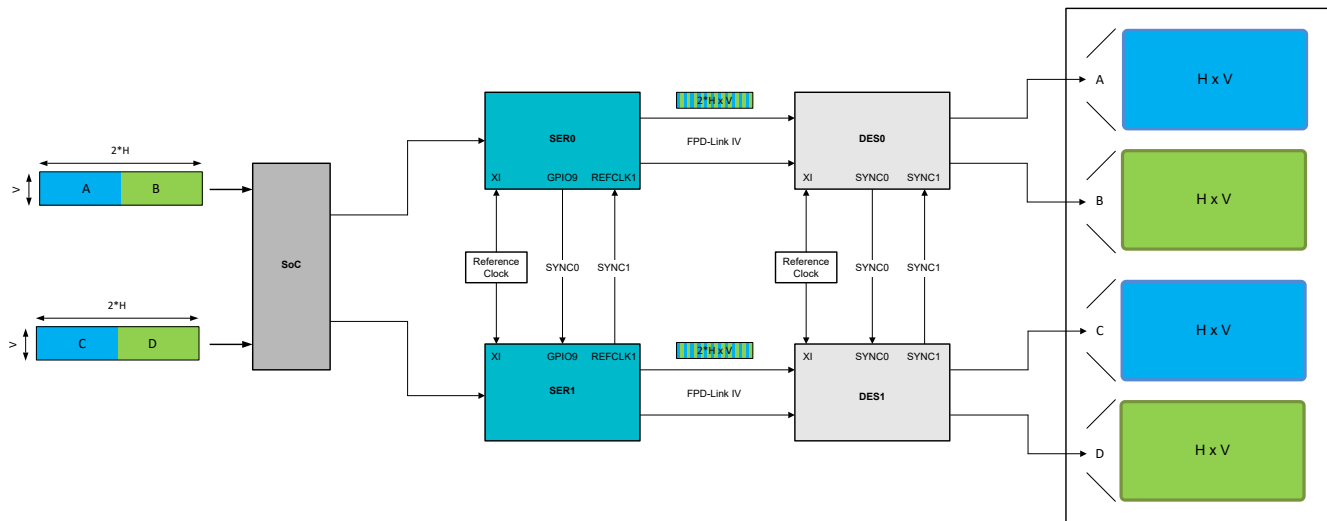 2*H
V
A
B
2*H
V
C
D
SoC
SER0
XI
GPIO9
REFCLK1
Reference
Clock
SYNC0
SYNC1
XI
GPIO9
REFCLK1
SER1
2*H x V
FPD-Link IV
2*H x V
FPD-Link IV
DES0
XI
SYNC0
SYNC1
Reference
Clock
SYNC0
SYNC1
XI
SYNC0
SYNC1
DES1
A
H x V
B
H x V
C
H x V
D
H x V